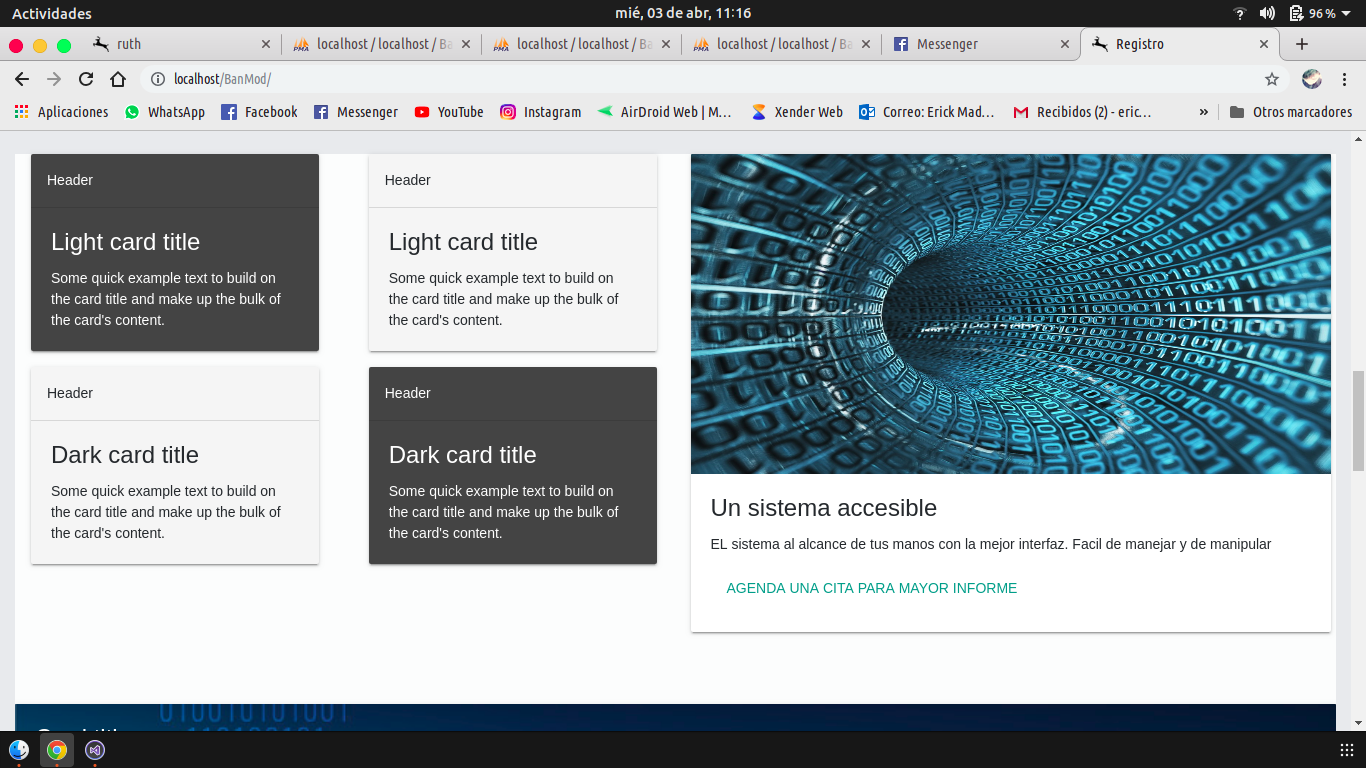 Actividades
mié, 03 de abr, 11:16
96 %
ruth
localhost / localhost / Ba
localhost / localhost / Ba
localhost / localhost / Ba
Messenger
Registro
localhost/BanMod/
Aplicaciones
WhatsApp
Facebook
Messenger
YouTube
Instagram
AirDroid Web | M…
Xender Web
Correo: Erick Mad…
Recibidos (2) - eric…
»
Otros marcadores
Header
Light card title
Some quick example text to build on
the card title and make up the bulk of
the card's content.
Header
Light card title
Some quick example text to build on
the card title and make up the bulk of
the card's content.
Header
Dark card title
Some quick example text to build on
the card title and make up the bulk of
the card's content.
Header
Dark card title
Some quick example text to build on
the card title and make up the bulk of
the card's content.
Un sistema accesible
EL sistema al alcance de tus manos con la mejor interfaz. Facil de manejar y de manipular
AGENDA UNA CITA PARA MAYOR INFORME
010010101001